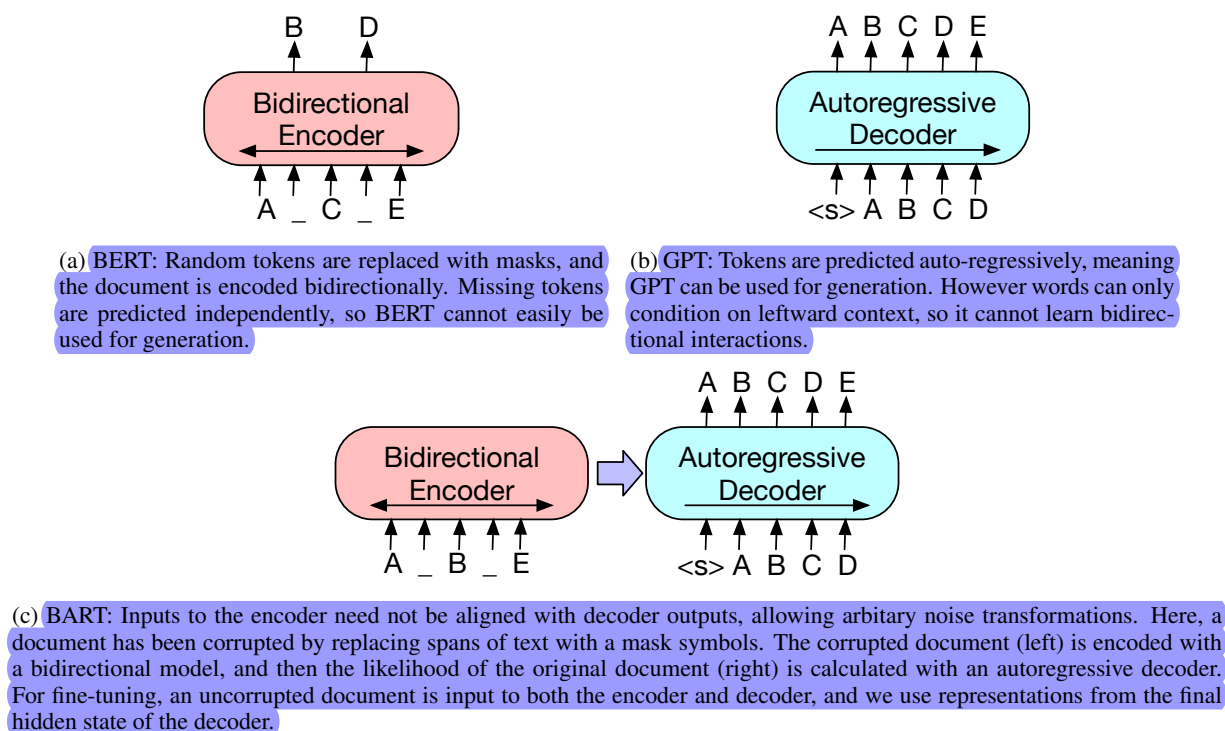 B D
Bidirectional
Encoder
A _ C _ E
A B C D E
Autoregressive
Decoder
<s> A B C D
(a) BERT: Random tokens are replaced with masks, and
the document is encoded bidirectionally. Missing tokens
are predicted independently, so BERT cannot easily be
used for generation.
(b) GPT: Tokens are predicted auto-regressively, meaning
GPT can be used for generation. However words can only
condition on leftward context, so it cannot learn bidirec-
tional interactions.
Bidirectional
Encoder
A _ B _ E
A B C D E
Autoregressive
Decoder
<s> A B C D
(c) BART: Inputs to the encoder need not be aligned with decoder outputs, allowing arbitary noise transformations. Here, a
document has been corrupted by replacing spans of text with a mask symbols. The corrupted document (left) is encoded with
a bidirectional model, and then the likelihood of the original document (right) is calculated with an autoregressive decoder.
For fine-tuning, an uncorrupted document is input to both the encoder and decoder, and we use representations from the final
hidden state of the decoder.